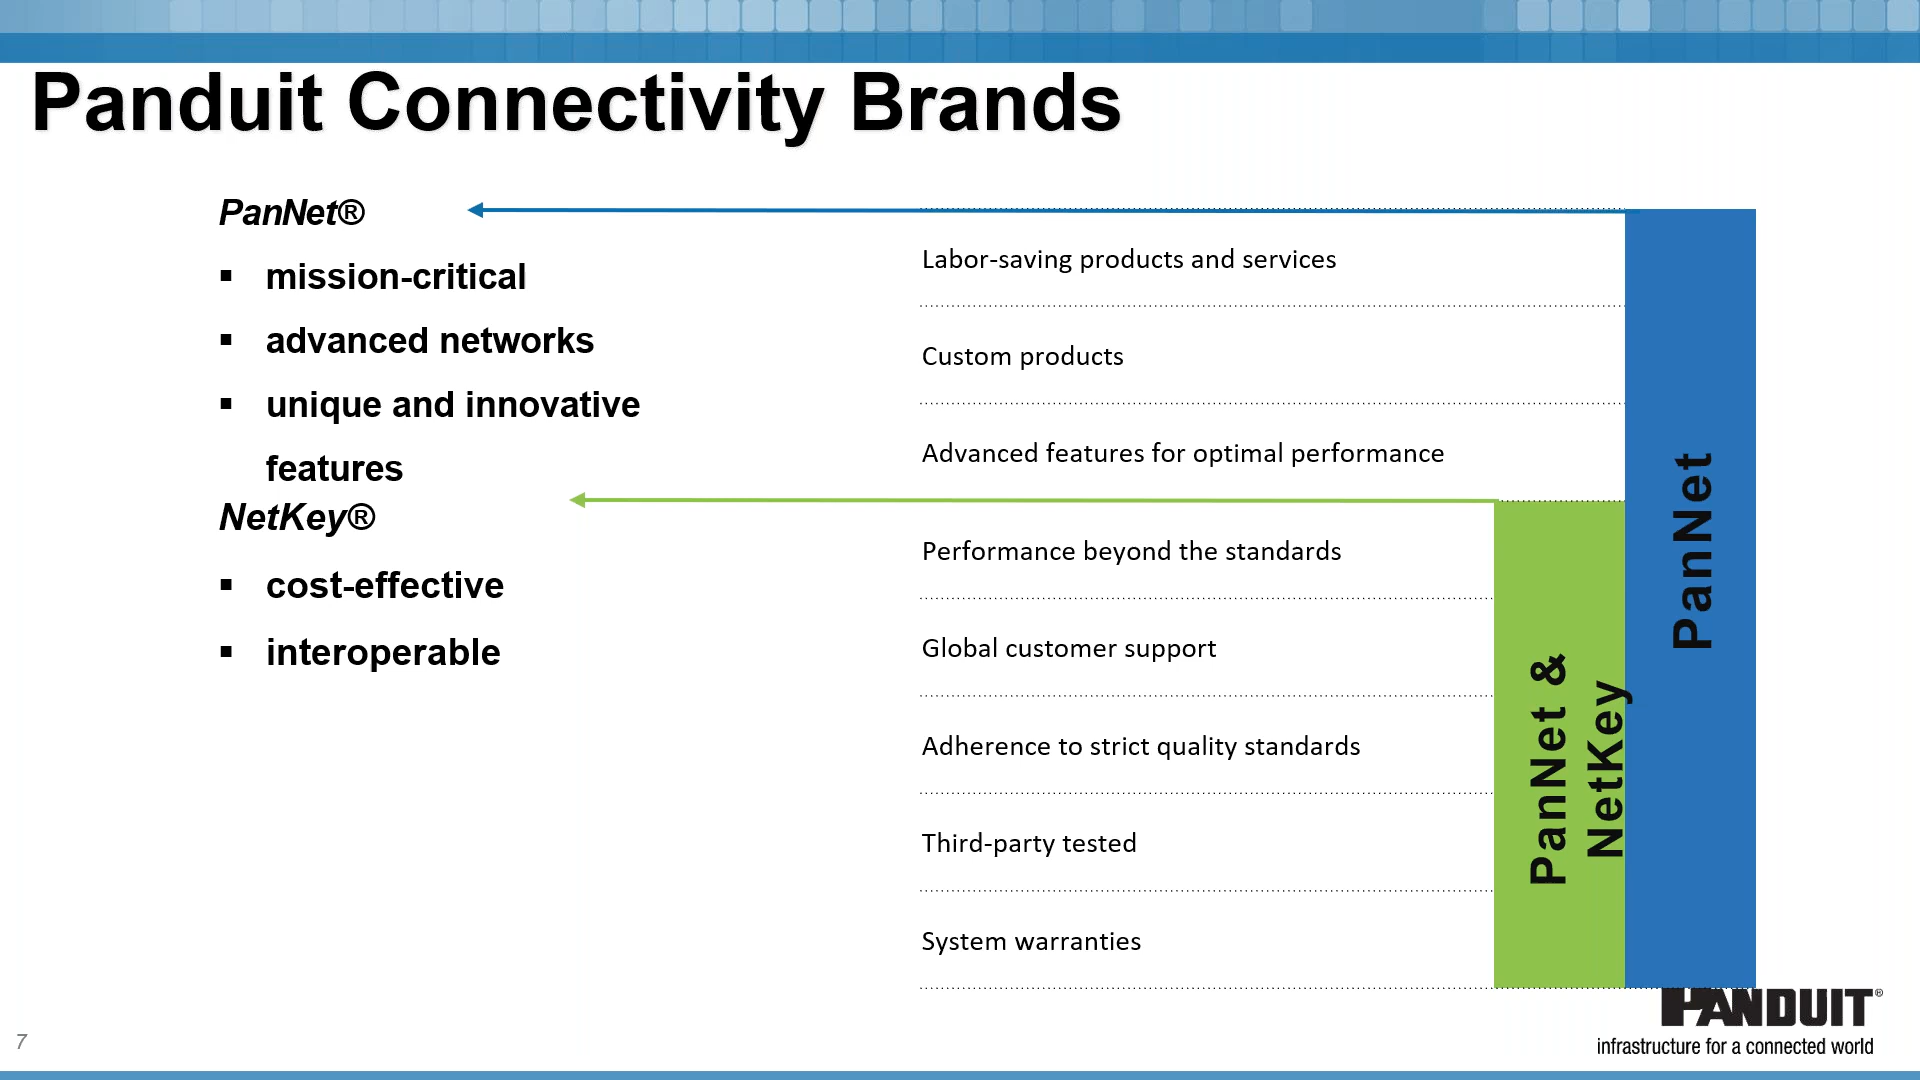 Panduit Connectivity Brands
PanNet®
▪ mission-critical
▪ advanced networks
▪ unique and innovative
features
NetKey®
▪ cost-effective
▪ interoperable
Labor-saving products and services
Custom products
Advanced features for optimal performance
Performance beyond the standards
Global customer support
Adherence to strict quality standards
Third-party tested
System warranties
PanNet &
NetKey
PanNet
PANDUIT®
infrastructure for a connected world
7